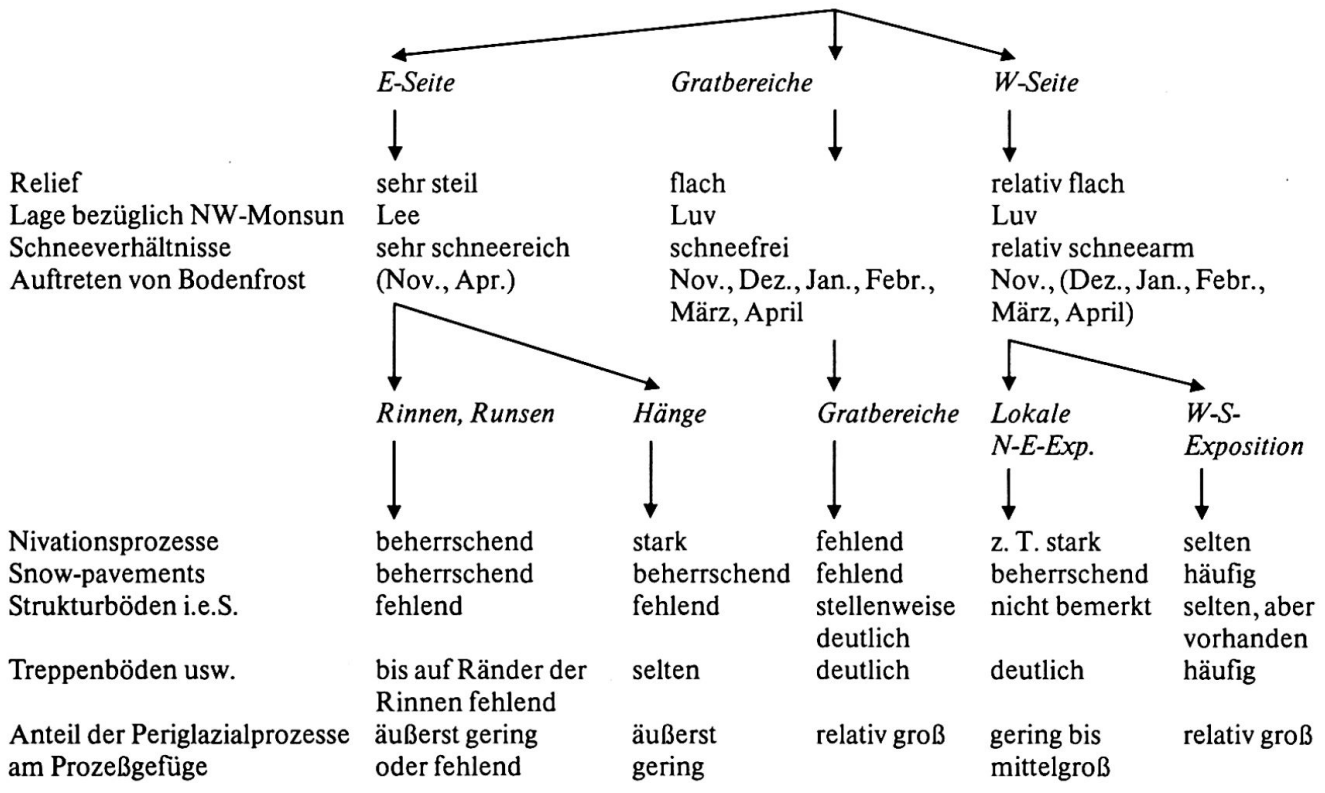 E-Seite Gratbereiche W-Seite
Relief sehr steil flach relativ flach
Lage bezüglich NW-Monsun Lee Luv Luv
Schneeverhältnisse sehr schneereich schneefrei relativ schneearm
Auftreten von Bodenfrost (Nov., Apr.) Nov., Dez., Jan., Febr., Nov., (Dez., Jan., Febr.,
März, April März, April)
Rinnen, Runsen Hänge Gratbereiche Lokale W-S-
N-E-Exp. Exposition
Nivationsprozesse beherrschend stark fehlend z. T. stark selten
Snow-pavements beherrschend beherrschend fehlend beherrschend häufig
Strukturböden i.e.S. fehlend fehlend stellenweise nicht bemerkt selten, aber
deutlich vorhanden
Treppenböden usw. bis auf Ränder der selten deutlich deutlich häufig
Rinnen fehlend
Anteil der Periglazialprozesse äußerst gering äußerst relativ groß gering bis relativ groß
am Prozeßgefüge oder fehlend gering mittelgroß